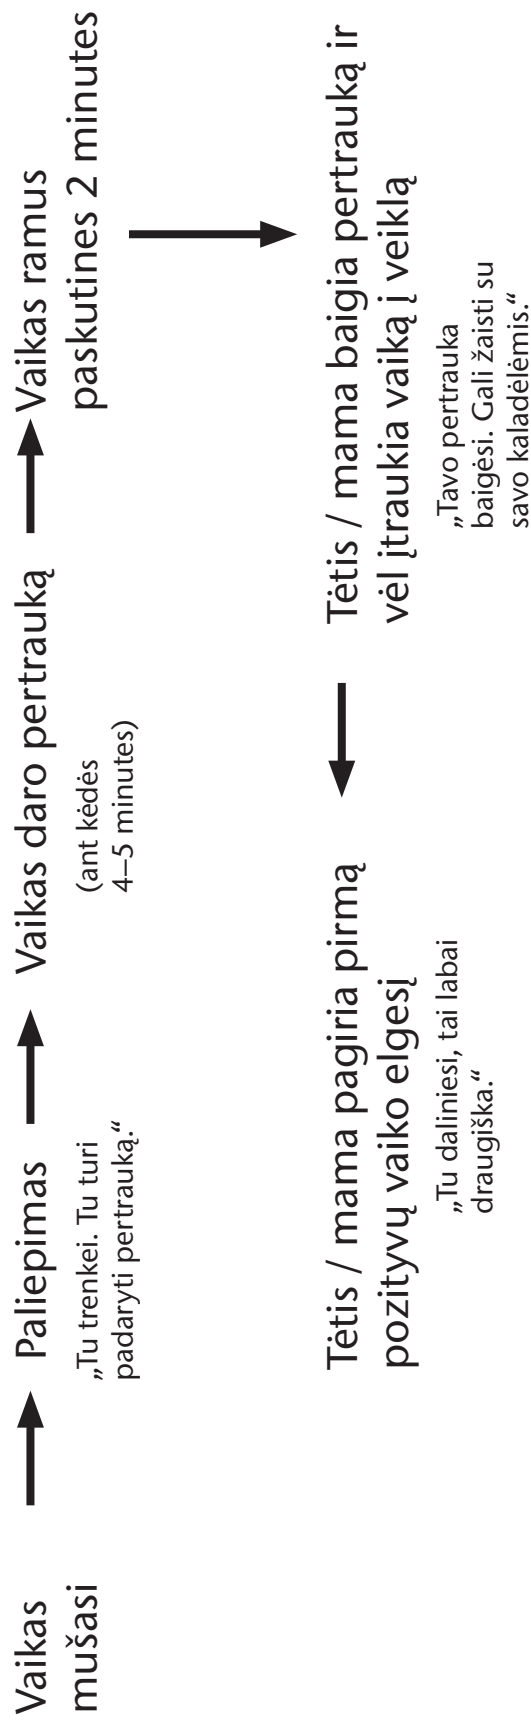 Vaikas
mušasi
Paliepimas
„Tu trenkei. Tu turi
padaryti pertrauką.“
Vaikas daro pertrauką
(ant kėdės
4–5 minutes)
Vaikas ramus
paskutines 2 minutes
Tėtis / mama baigia pertrauką ir
vėl įtraukia vaiką į veiklą
„Tavo pertrauka
baigėsi. Gali žaisti su
savo kaladėlėmis.“
Tėtis / mama pagiria pirmą
pozityvų vaiko elgesį
„Tu daliniesi, tai labai
draugiška.“